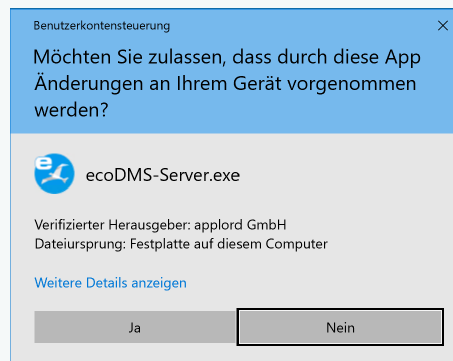 Benutzerkontensteuerung
Möchten Sie zulassen, dass durch diese App
Änderungen an Ihrem Gerät vorgenommen
werden?
e
ecoDMS-Server.exe
Verifizierter Herausgeber: applord GmbH
Dateiursprung: Festplatte auf diesem Computer
Weitere Details anzeigen
Ja
Nein